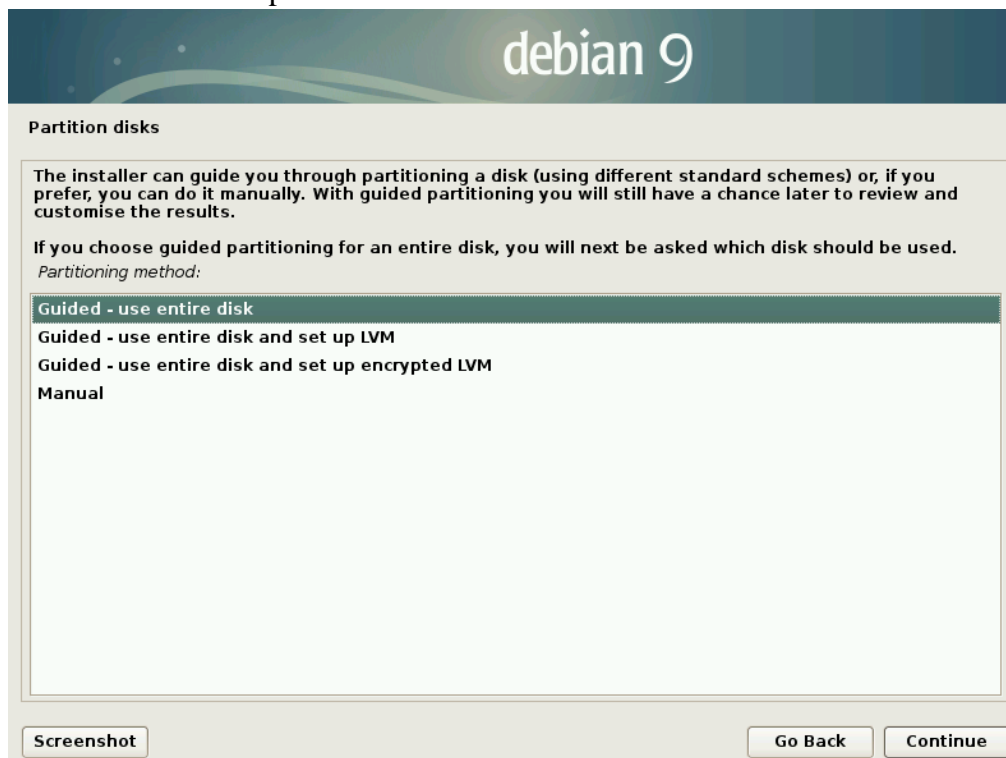 debian 9
Partition disks
The installer can guide you through partitioning a disk (using different standard schemes) or, if you
prefer, you can do it manually. With guided partitioning you will still have a chance later to review and
customise the results.
If you choose guided partitioning for an entire disk, you will next be asked which disk should be used.
Partitioning method:
Guided - use entire disk
Guided - use entire disk and set up LVM
Guided - use entire disk and set up encrypted LVM
Manual
Screenshot
Go Back
Continue